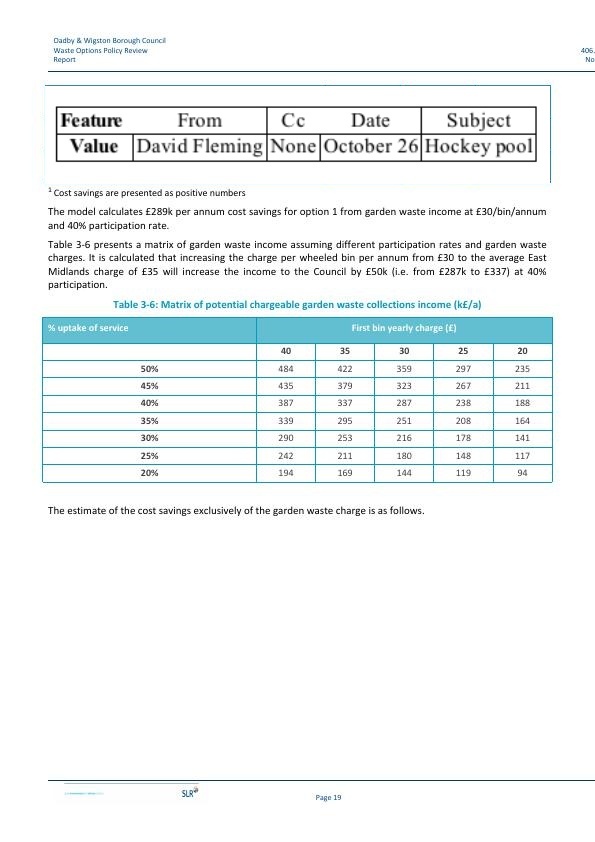 Oadby & Wigston Borough Council
Waste Options Policy Review
Report
406.
No
Feature From Cc Date Subject
Value David Fleming None October 26 Hockey pool
1 Cost savings are presented as positive numbers
The model calculates £289k per annum cost savings for option 1 from garden waste income at £30/bin/annum
and 40% participation rate.
Table 3-6 presents a matrix of garden waste income assuming different participation rates and garden waste
charges. It is calculated that increasing the charge per wheeled bin per annum from £30 to the average East
Midlands charge of £35 will increase the income to the Council by £50k (i.e. from £287k to £337) at 40%
participation.
Table 3-6: Matrix of potential chargeable garden waste collections income (k£/a)
% uptake of service First bin yearly charge (£)
40 35 30 25 20
50% 484 422 359 297 235
45% 435 379 323 267 211
40% 387 337 287 238 188
35% 339 295 251 208 164
30% 290 253 216 178 141
25% 242 211 180 148 117
20% 194 169 144 119 94
The estimate of the cost savings exclusively of the garden waste charge is as follows.
SLR
Page 19